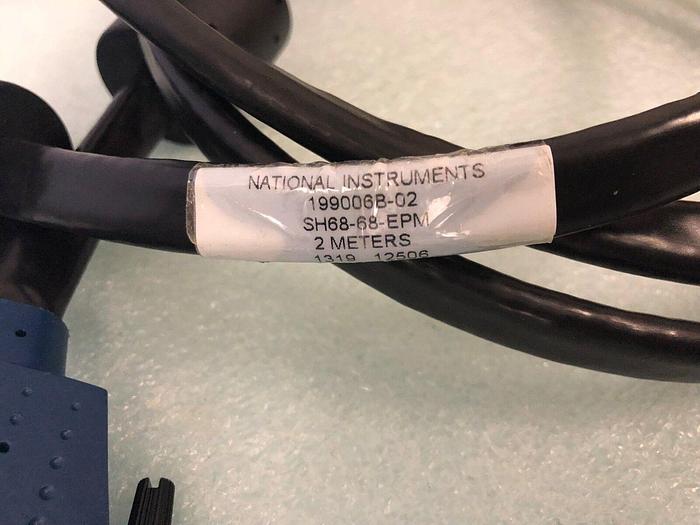 NATIONAL INSTRUMENTS
199006B-02
SH68-68-EPM
2 METERS
1319 12506